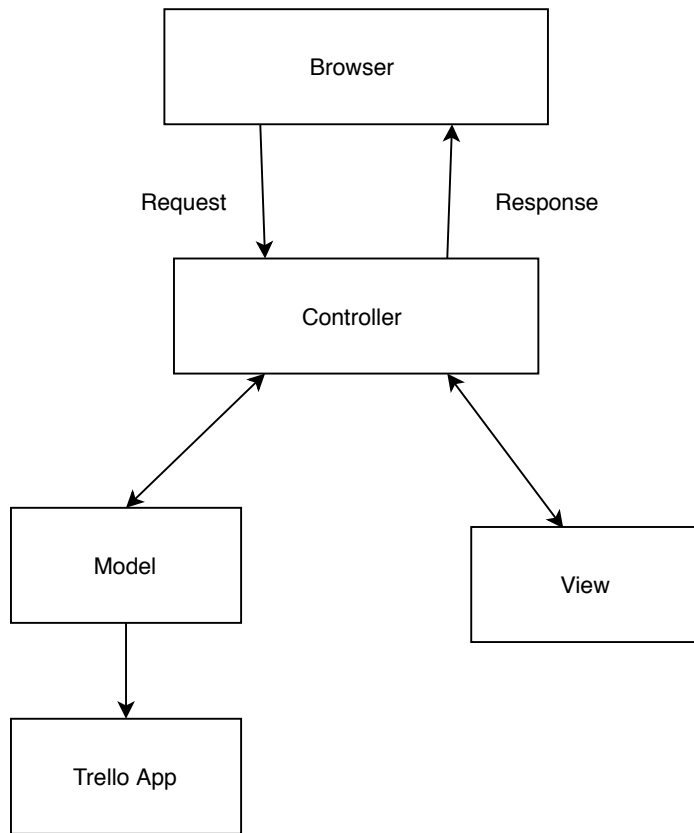 Browser
Request
Response
Controller
Model
View
Trello App